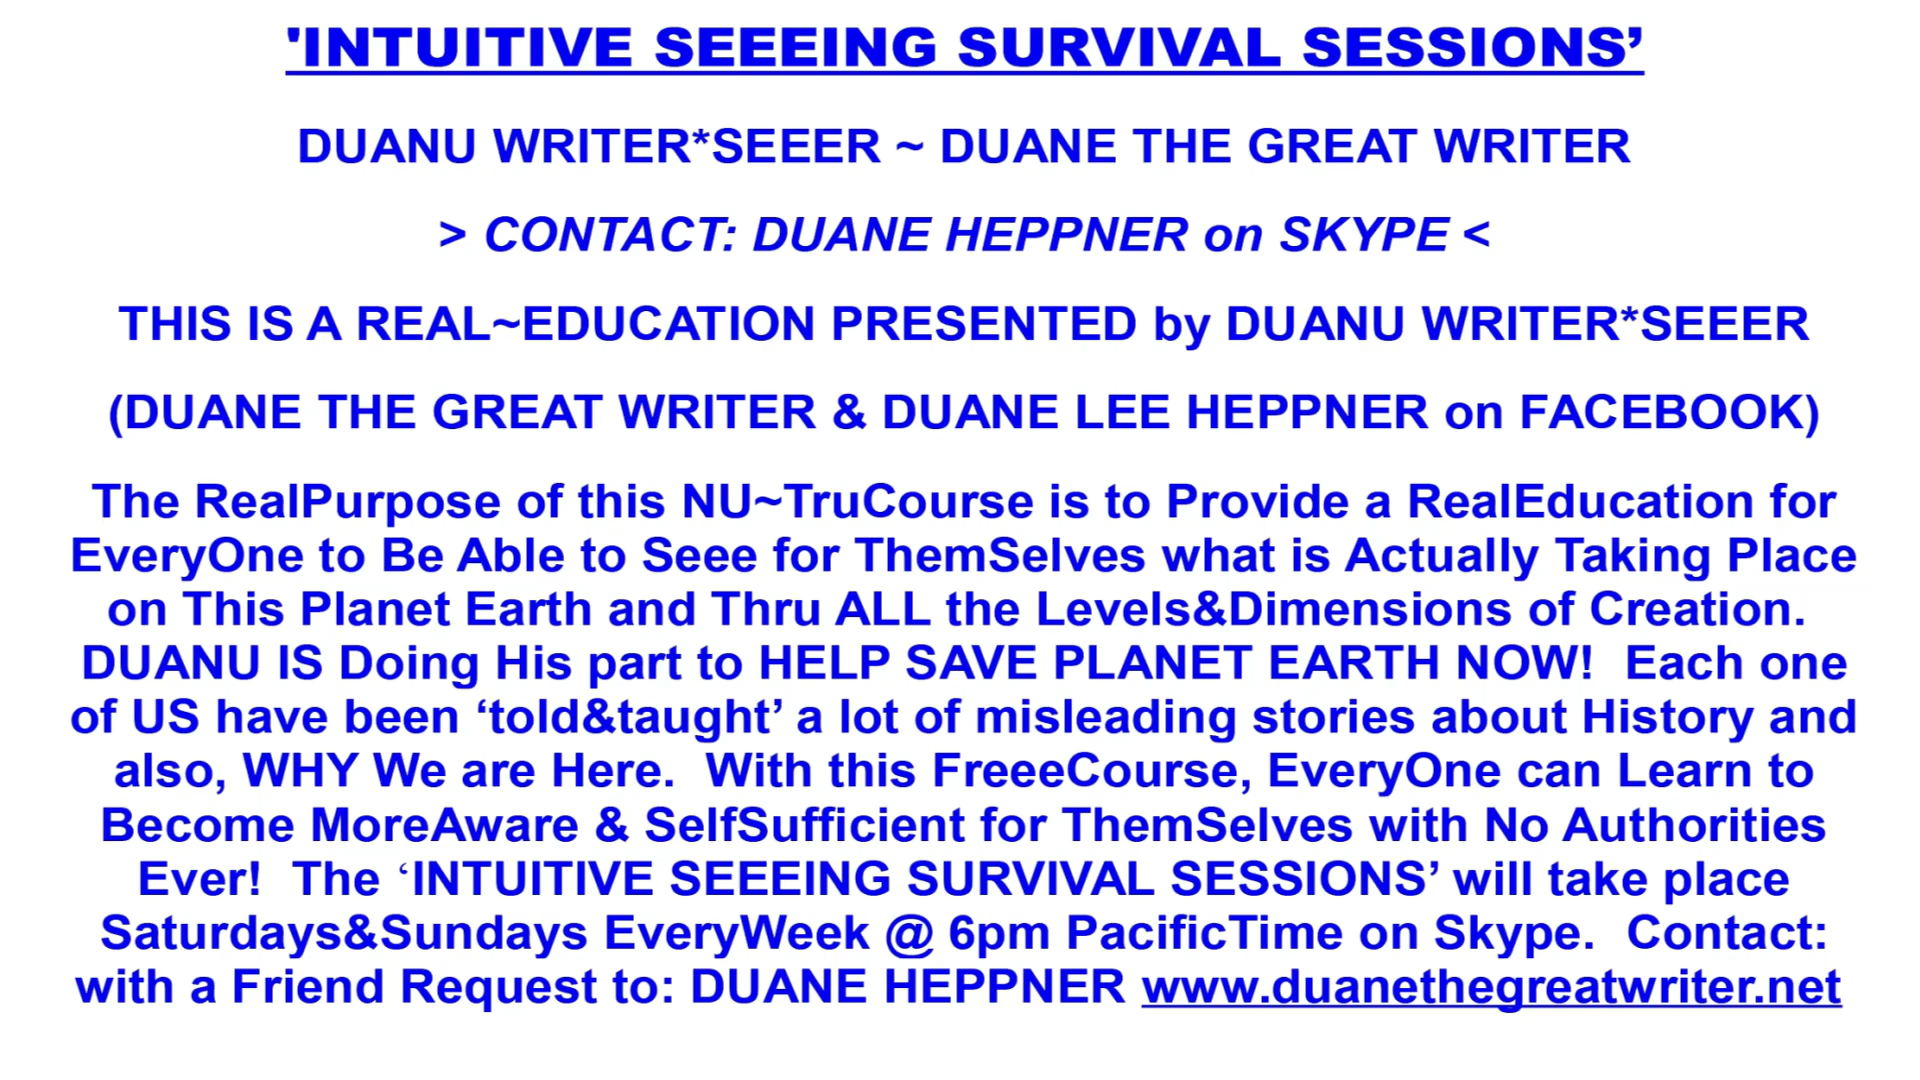 'INTUITIVE SEEEING SURVIVAL SESSIONS’
DUANU WRITER*SEEER ~ DUANE THE GREAT WRITER
> CONTACT: DUANE HEPPNER on SKYPE <
THIS IS A REAL~EDUCATION PRESENTED by DUANU WRITER*SEEER
(DUANE THE GREAT WRITER & DUANE LEE HEPPNER on FACEBOOK)
The RealPurpose of this NU~TruCourse is to Provide a RealEducation for
EveryOne to Be Able to Seee for ThemSelves what is Actually Taking Place
on This Planet Earth and Thru ALL the Levels&Dimensions of Creation.
DUANU IS Doing His part to HELP SAVE PLANET EARTH NOW!  Each one
of US have been ‘told&taught’ a lot of misleading stories about History and
also, WHY We are Here.  With this FreeeCourse, EveryOne can Learn to
Become MoreAware & SelfSufficient for ThemSelves with No Authorities
Ever!  The ‘INTUITIVE SEEEING SURVIVAL SESSIONS’ will take place
Saturdays&Sundays EveryWeek @ 6pm PacificTime on Skype.  Contact:
with a Friend Request to: DUANE HEPPNER www.duanethegreatwriter.net